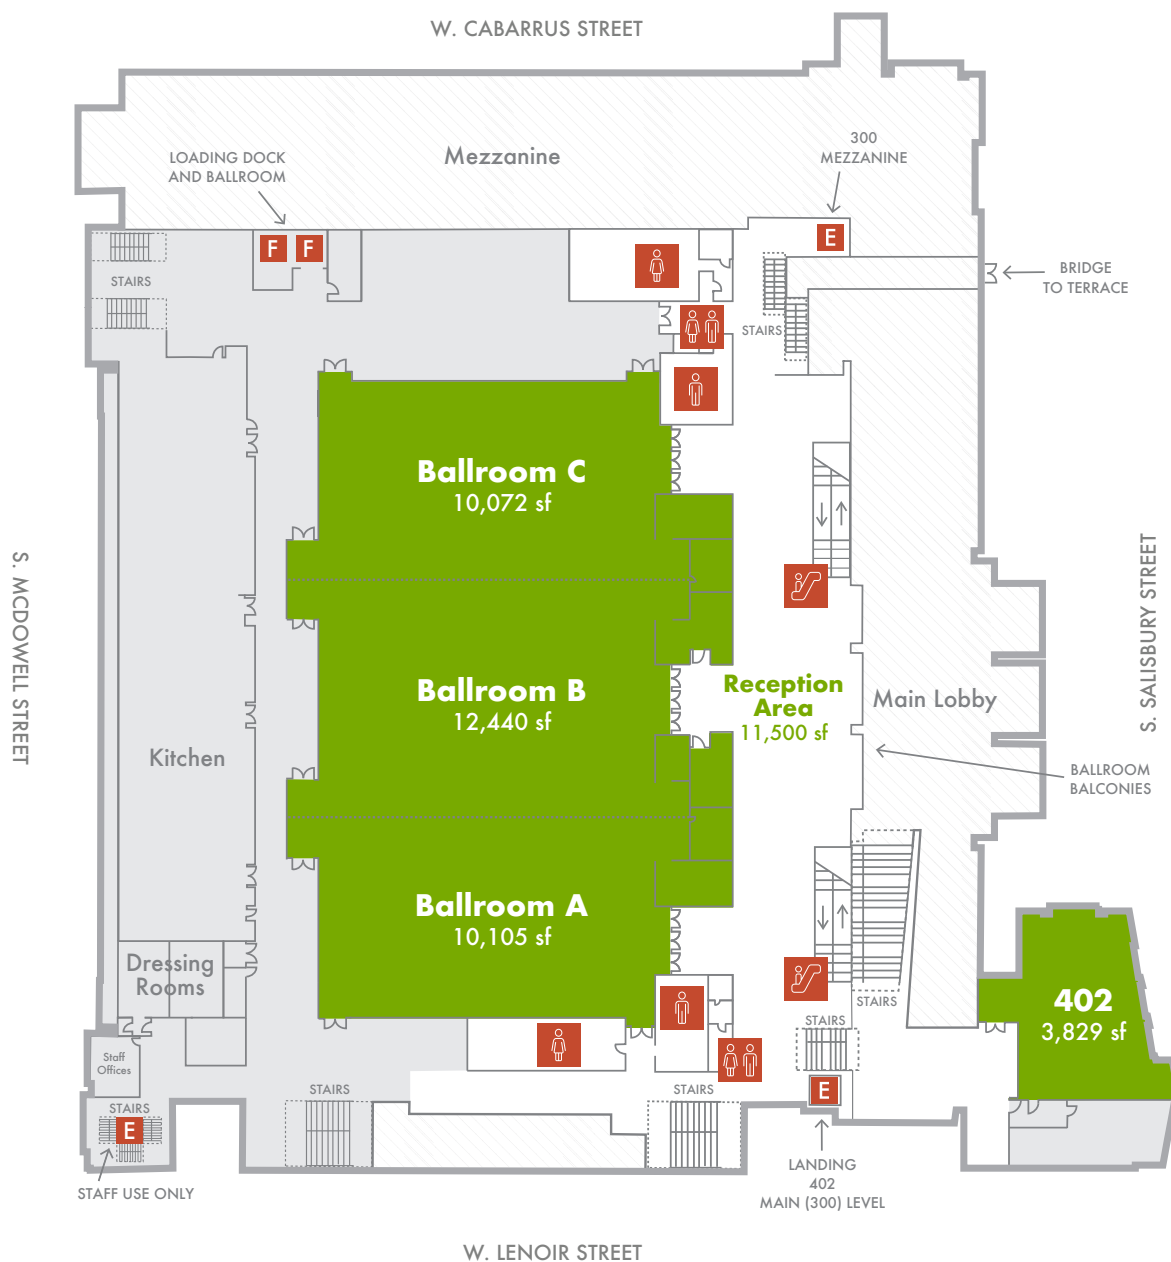 W. CABARRUS STREET
Mezzanine
300
MEZZANINE
LOADING DOCK
AND BALLROOM
F
F
E
STAIRS
BRIDGE
TO TERRACE
STAIRS
Ballroom C
10,072 sf
S. MCDOWELL STREET
S. SALISBURY STREET
Ballroom B
12,440 sf
Reception
Area
11,500 sf
Main Lobby
Kitchen
BALLROOM
BALCONIES
Ballroom A
10,105 sf
Dressing
Rooms
402
3,829 sf
STAIRS
STAIRS
Staff
Offices
STAIRS
STAIRS
E
STAIRS
E
STAFF USE ONLY
LANDING
402
MAIN (300) LEVEL
W. LENOIR STREET